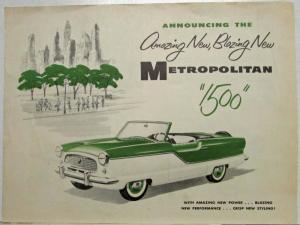 ANNOUNCING THE
Amazing New, Blazing New
METROPOLITAN
"1500"
WITH AMAZING NEW POWER . . . BLAZING
NEW PERFORMANCE . . . CRISP NEW STYLING!